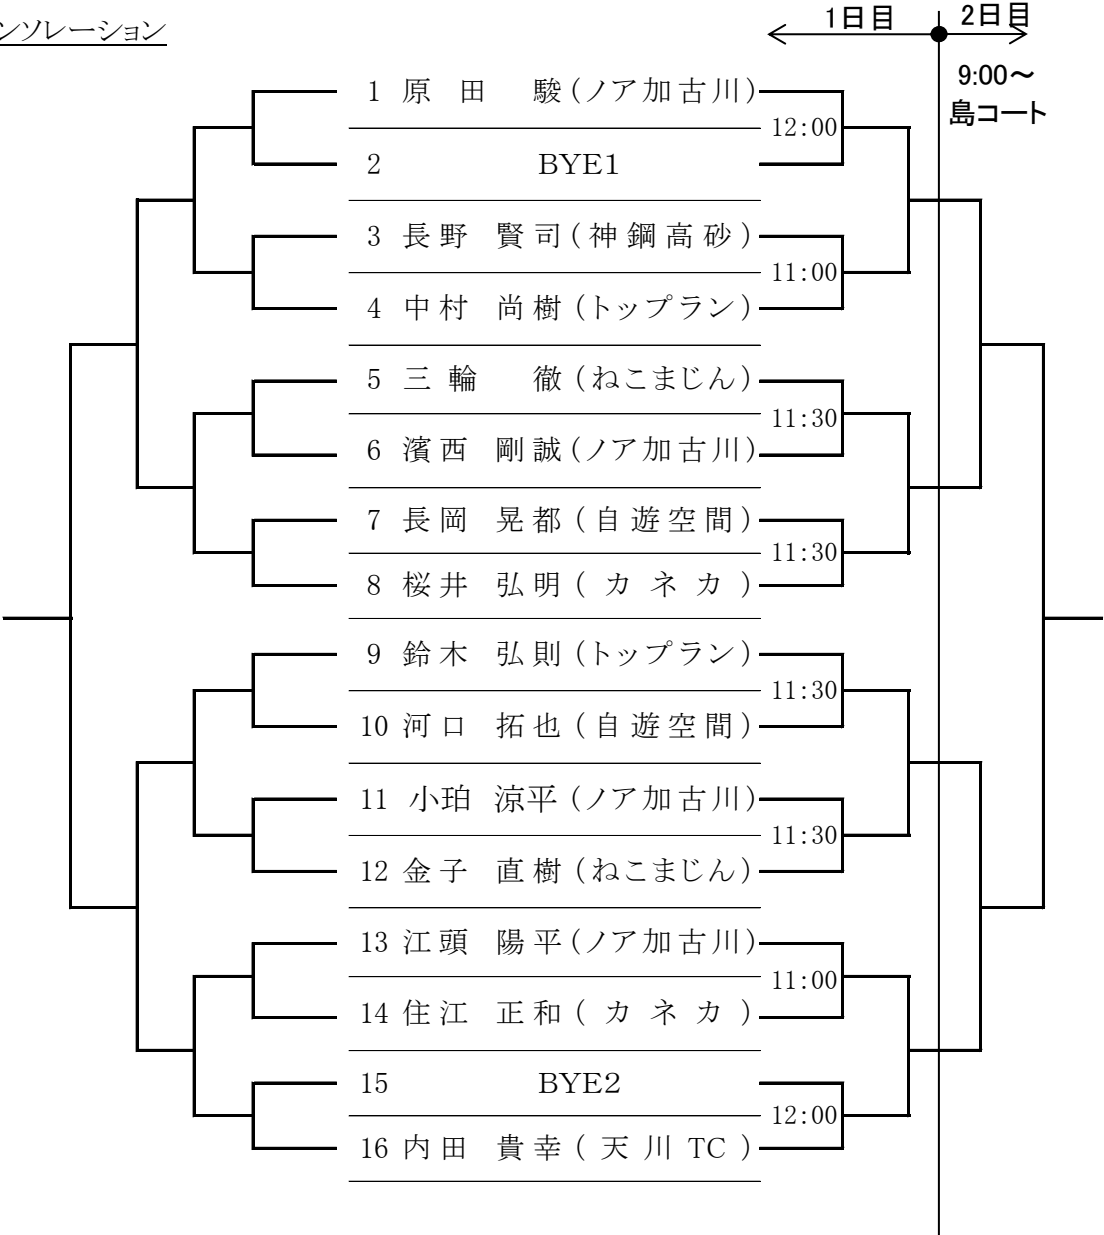 ンソレーション
1日目 2日目
9:00～
島コート
1 原田 駿(ノア加古川)
12:00
2 BYE1
3 長野 賢司(神鋼高砂)
11:00
4 中村 尚樹(トップラン)
5 三輪 徹(ねこまじん)
11:30
6 濱西 剛誠(ノア加古川)
7 長岡 晃都(自遊空間)
11:30
8 桜井 弘明(カネカ)
9 鈴木 弘則(トップラン)
11:30
10 河口 拓也(自遊空間)
11 小珀 涼平(ノア加古川)
11:30
12 金子 直樹(ねこまじん)
13 江頭 陽平(ノア加古川)
11:00
14 住江 正和(カネカ)
15 BYE2
12:00
16 内田 貴幸(天川TC)